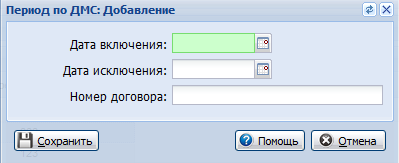 Период по ДМС: Добавление
Дата включения:
Дата исключения:
Номер договора:
Сохранить Помощь Отмена